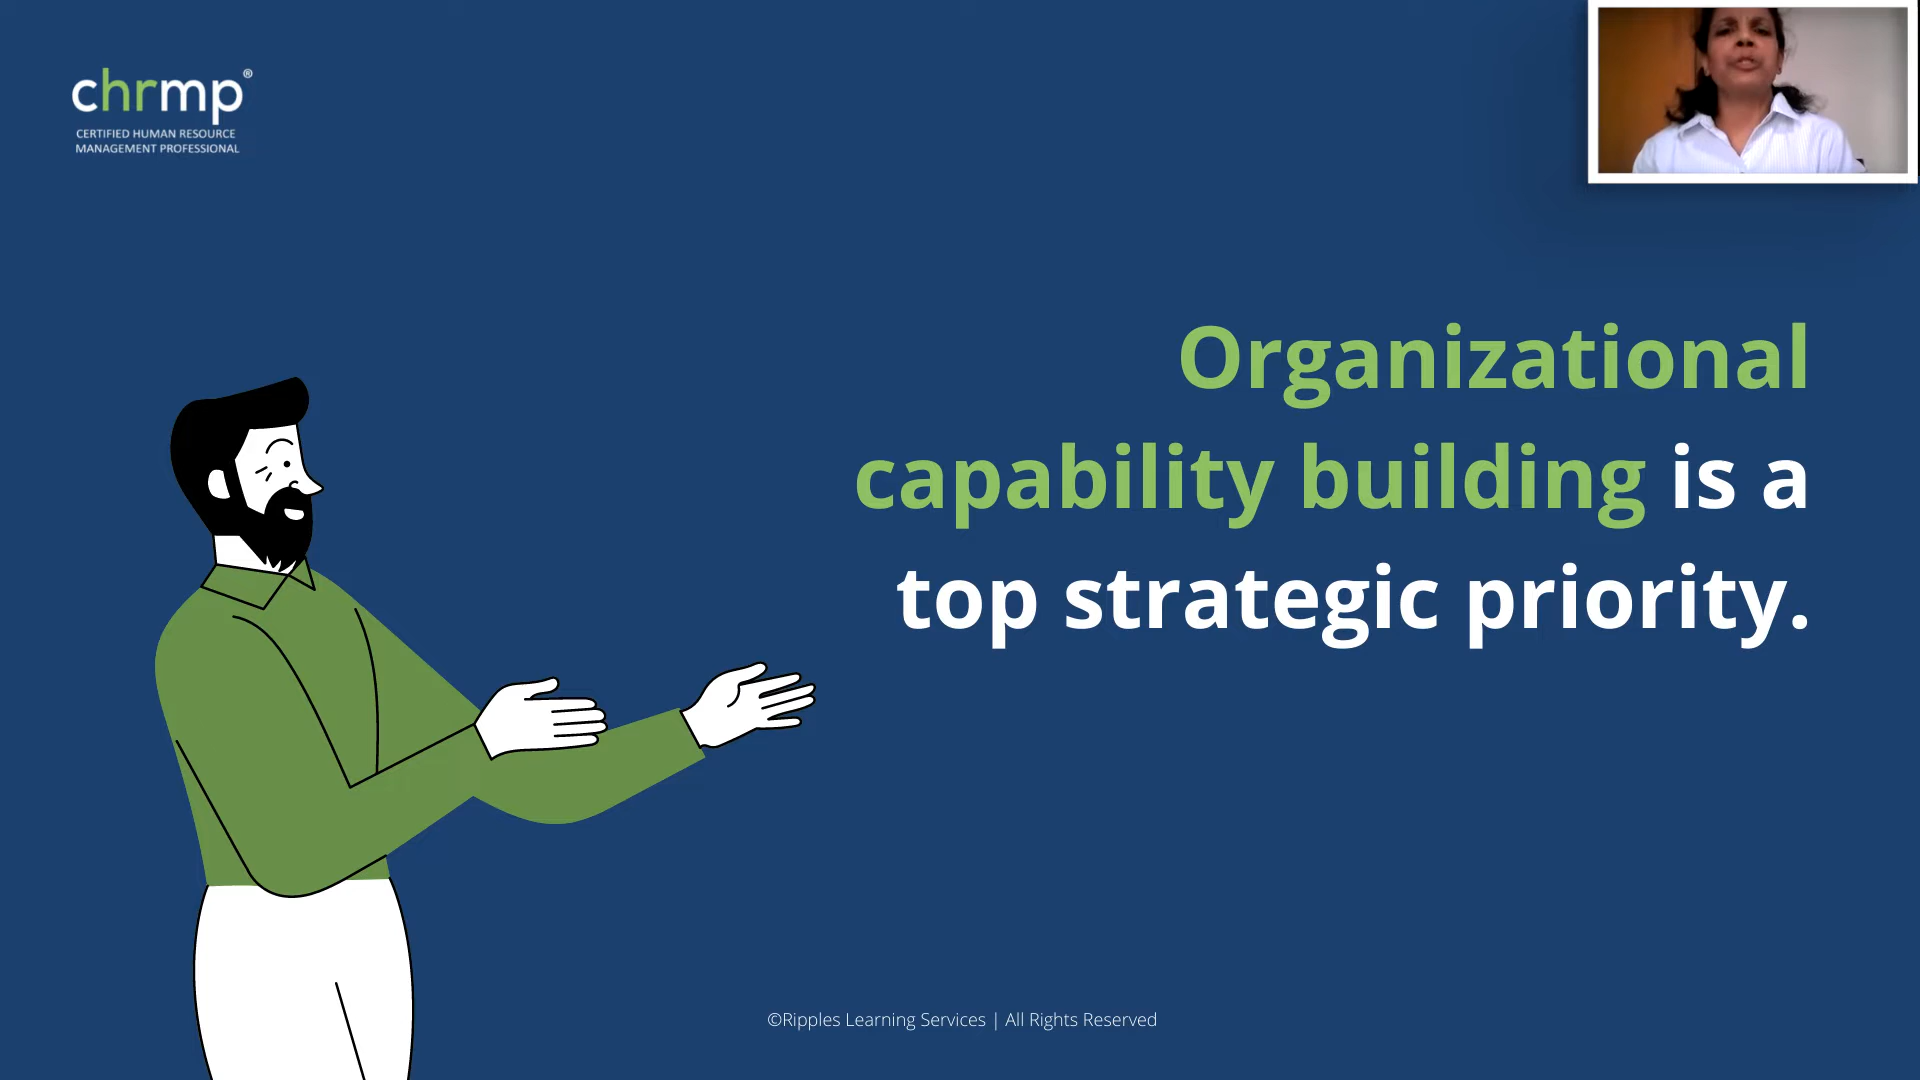 chrmp®
CERTIFIED HUMAN RESOURCE
MANAGEMENT PROFESSIONAL
Organizational
capability building is a
top strategic priority.
©Ripples Learning Services | All Rights Reserved